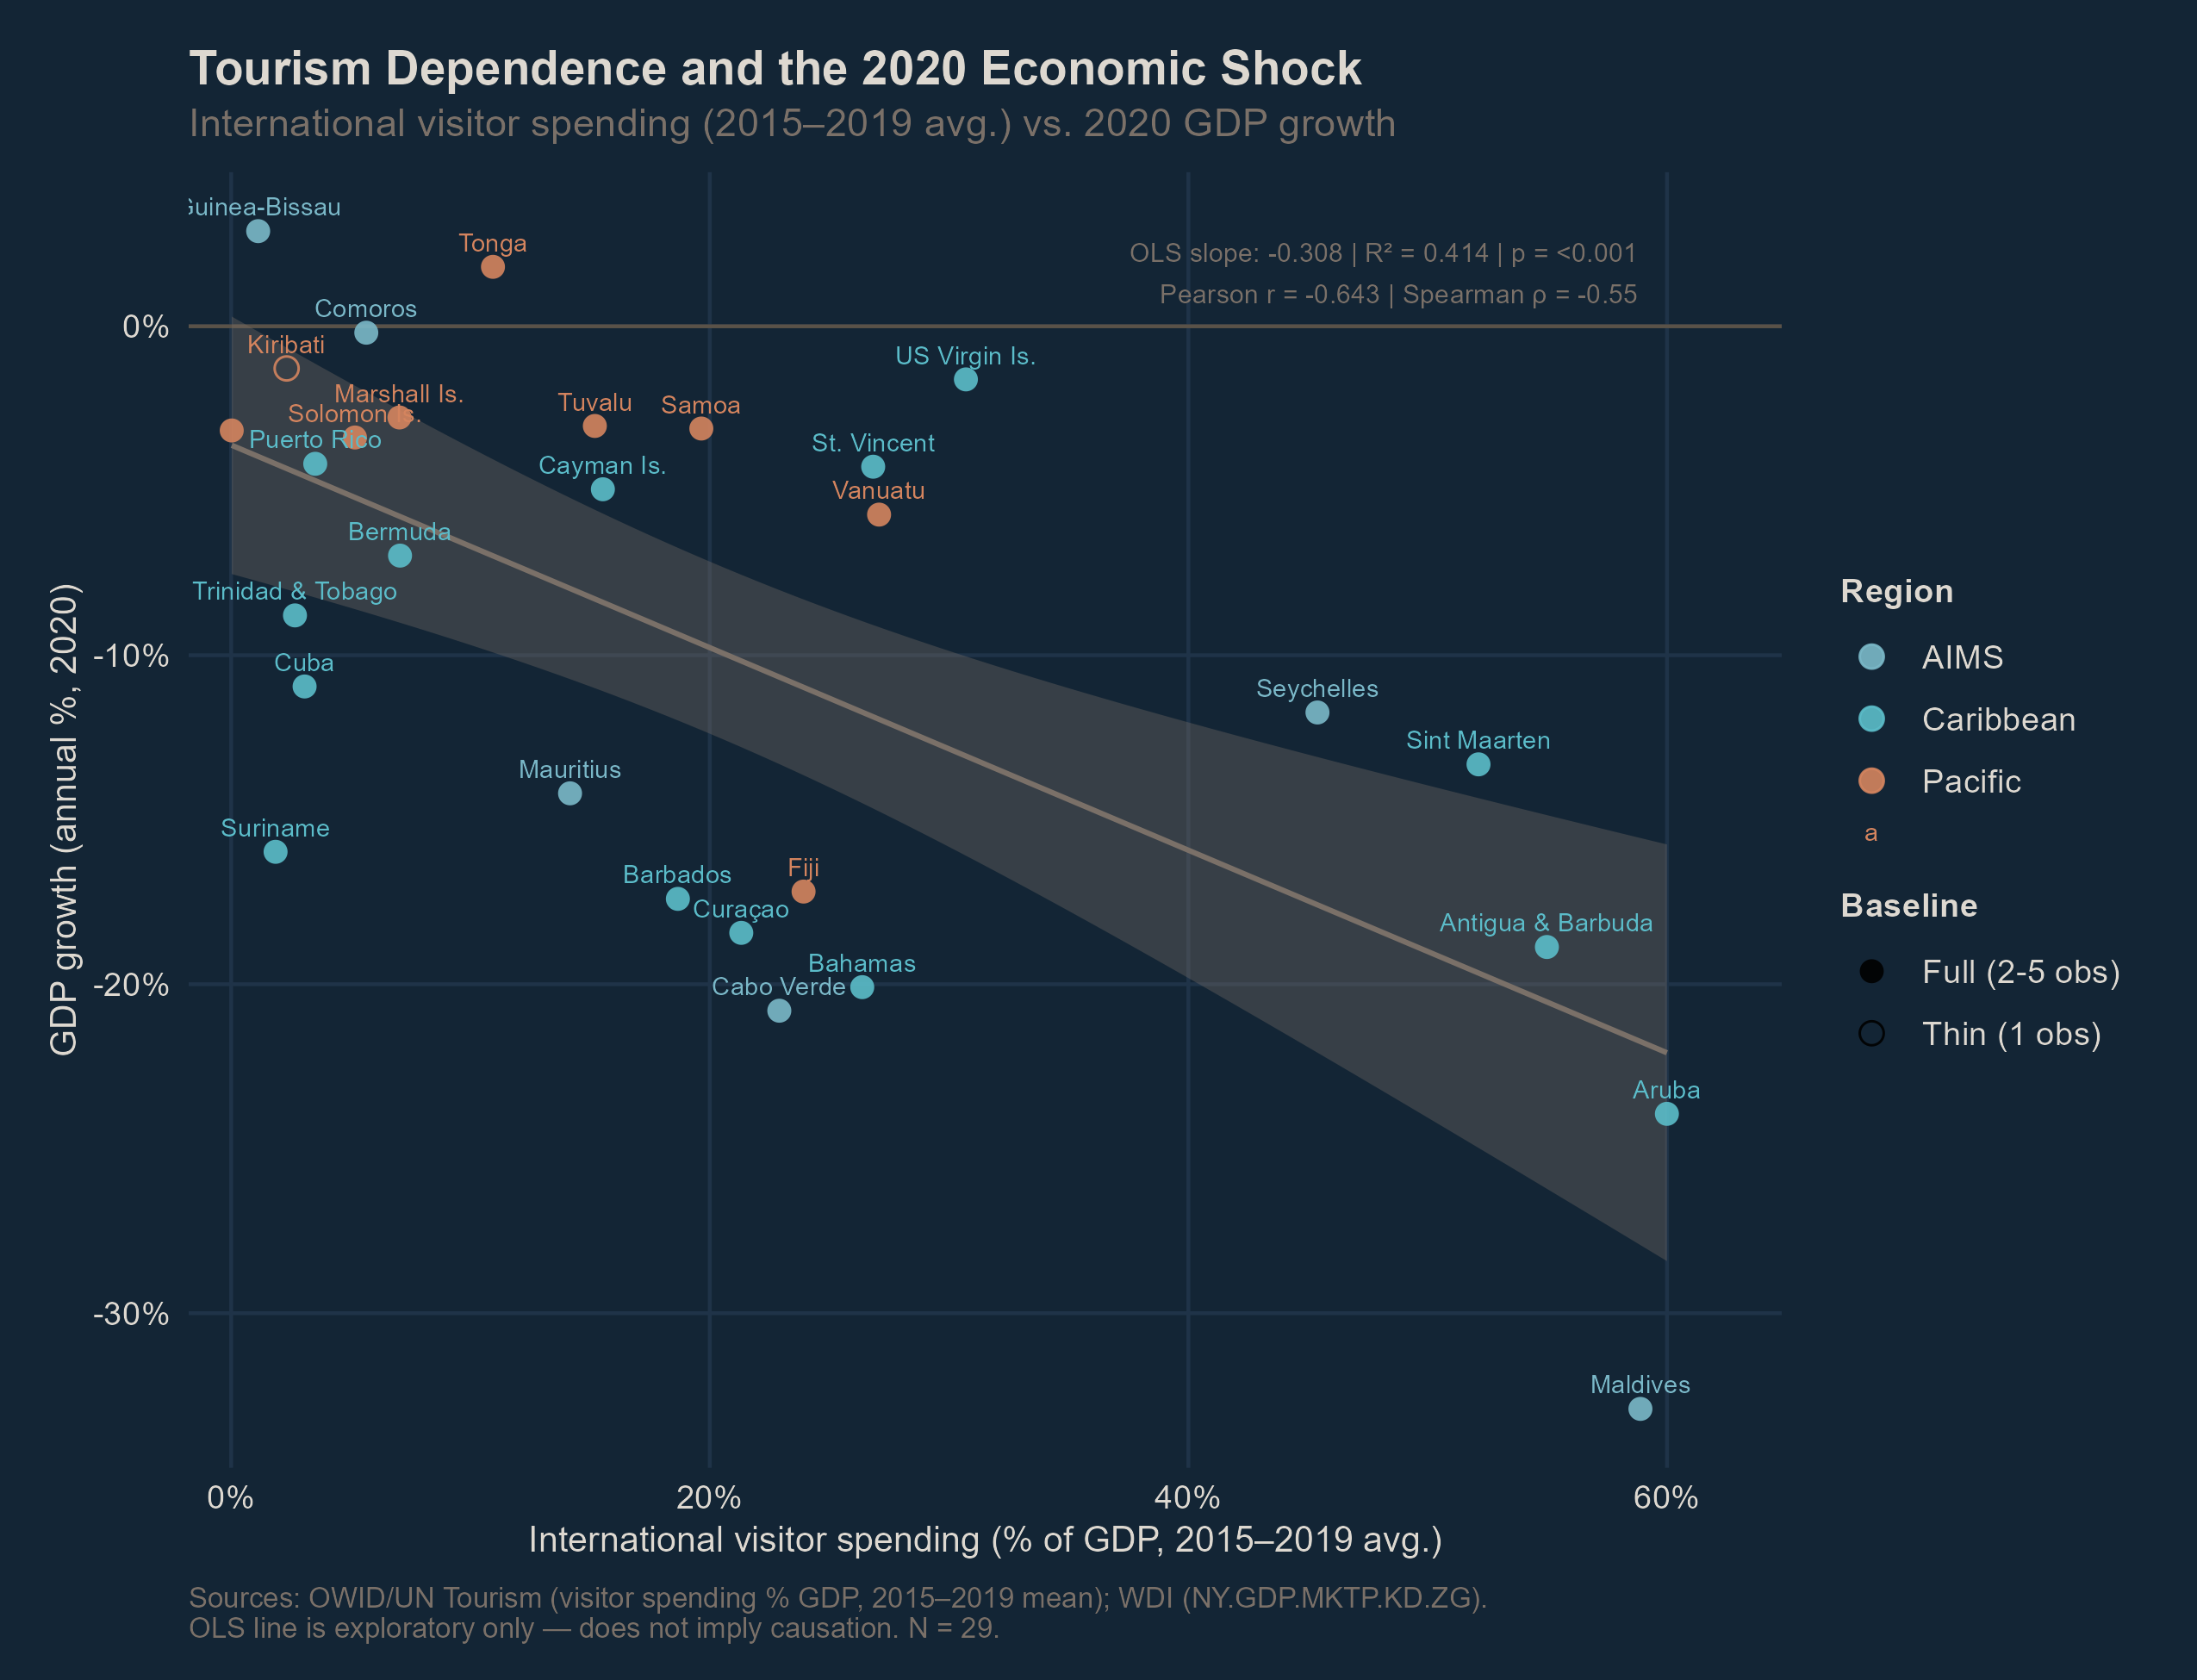 Tourism Dependence and the 2020 Economic Shock
International visitor spending (2015–2019 avg.) vs. 2020 GDP growth
Guinea-Bissau
Tonga
OLS slope: -0.308 | R² = 0.414 | p = <0.001
Pearson r = -0.643 | Spearman ρ = -0.55
Comoros
0%
Kiribati
US Virgin Is.
Marshall Is.
Tuvalu
Samoa
Solomon Is.
Puerto Rico
St. Vincent
Cayman Is.
Vanuatu
Bermuda
Trinidad & Tobago
-10%
Cuba
Seychelles
Sint Maarten
Mauritius
Suriname
Barbados
Fiji
Curaçao
Antigua & Barbuda
Bahamas
Cabo Verde
-20%
Aruba
-30%
Maldives
GDP growth (annual %, 2020)
0%
20%
40%
60%
International visitor spending (% of GDP, 2015–2019 avg.)
Region
AIMS
Caribbean
Pacific
a
Baseline
Full (2-5 obs)
Thin (1 obs)
Sources: OWID/UN Tourism (visitor spending % GDP, 2015–2019 mean); WDI (NY.GDP.MKTP.KD.ZG).
OLS line is exploratory only — does not imply causation. N = 29.